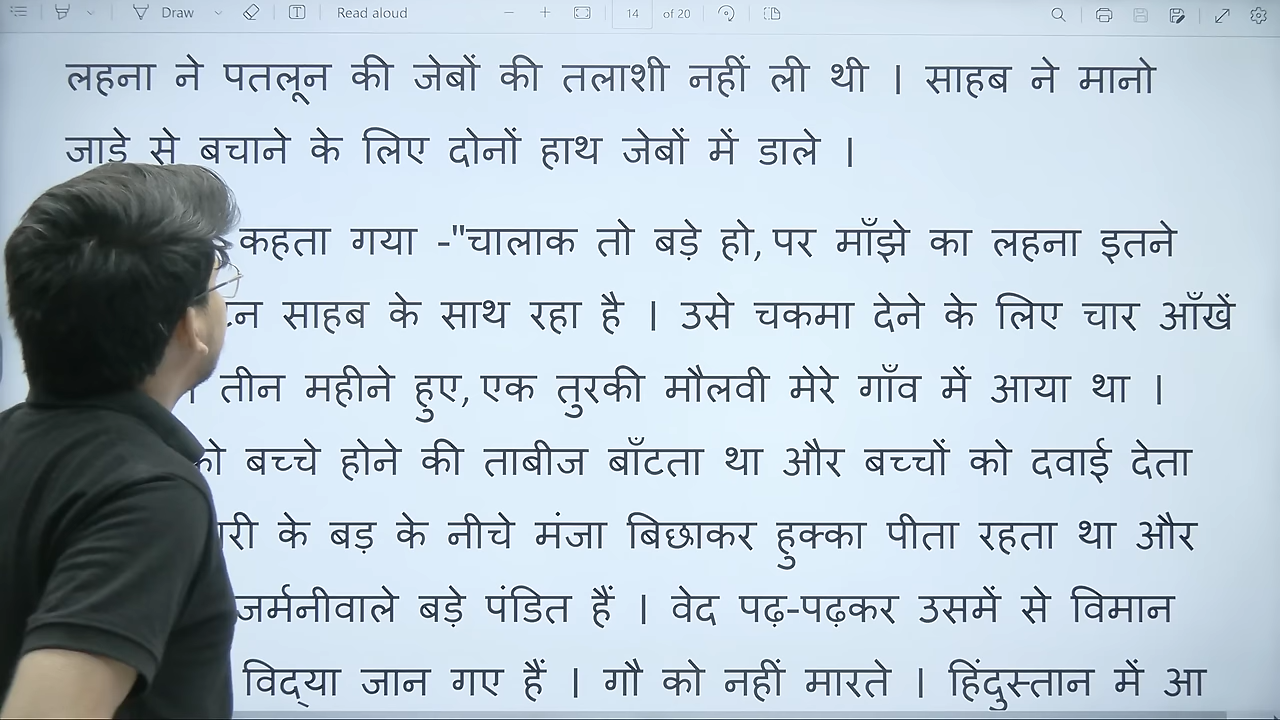 Draw Read aloud 14 of 20
लहना ने पतलून की जेबों की तलाशी नहीं ली थी । साहब ने मानो
जाड़े से बचाने के लिए दोनों हाथ जेबों में डाले ।
कहता गया -"चालाक तो बड़े हो, पर माँझे का लहना इतने
साहब के साथ रहा है । उसे चकमा देने के लिए चार आँखें
तीन महीने हुए, एक तुरकी मौलवी मेरे गाँव में आया था ।
बच्चे होने की ताबीज बाँटता था और बच्चों को दवाई देता
के बड़ के नीचे मंजा बिछाकर हुक्का पीता रहता था और
जर्मनीवाले बड़े पंडित हैं । वेद पढ़-पढ़कर उसमें से विमान
विद्या जान गए हैं । गौ को नहीं मारते । हिंदुस्तान में आ